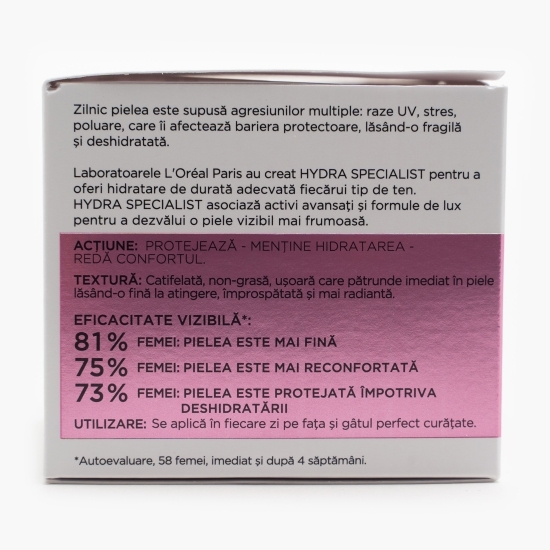 Zilnic pielea este supusă agresiunilor multiple: raze UV, stres,
poluare, care îi afectează bariera protectoare, lăsând-o fragilă
și deshidratată.
Laboratoarele L'Oréal Paris au creat HYDRA SPECIALIST pentru a
oferi hidratare de durată adecvată fiecărui tip de ten.
HYDRA SPECIALIST asociază activi avansați și formule de lux
pentru a dezvălui o piele vizibil mai frumoasă.
ACȚIUNE: PROTEJEAZĂ - MENȚINE HIDRATAREA -
REDĂ CONFORTUL.
TEXTURĂ: Catifelată, non-grasă, ușoară care pătrunde imediat în piele
lăsând-o fină la atingere, împrospătată și mai radiantă.
EFICACITATE VIZIBILĂ*:
81% FEMEI: PIELEA ESTE MAI FINĂ
75% FEMEI: PIELEA ESTE MAI RECONFORTATĂ
73% FEMEI: PIELEA ESTE PROTEJATĂ ÎMPOTRIVA
DESHIDRATĂRII
UTILIZARE: Se aplică în fiecare zi pe fața și gâtul perfect curățate.
*Autoevaluare, 58 femei, imediat și după 4 săptămâni.